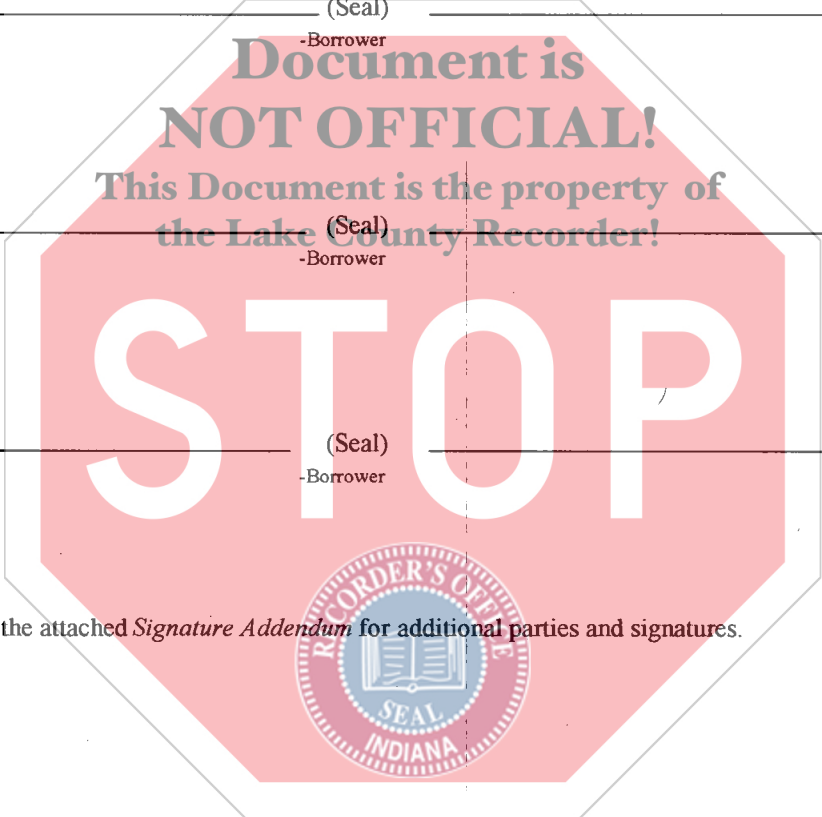 (Seal)
-Borrower
Document is
NOT OFFICIAL!
This Document is the property of
(Seal)
the Lake County Recorder!
-Borrower
STOP
(Seal)
-Borrower
RECORDER'S OFFICE
the attached Signature Addendum for additional parties and signatures.
SEAL
INDIANA